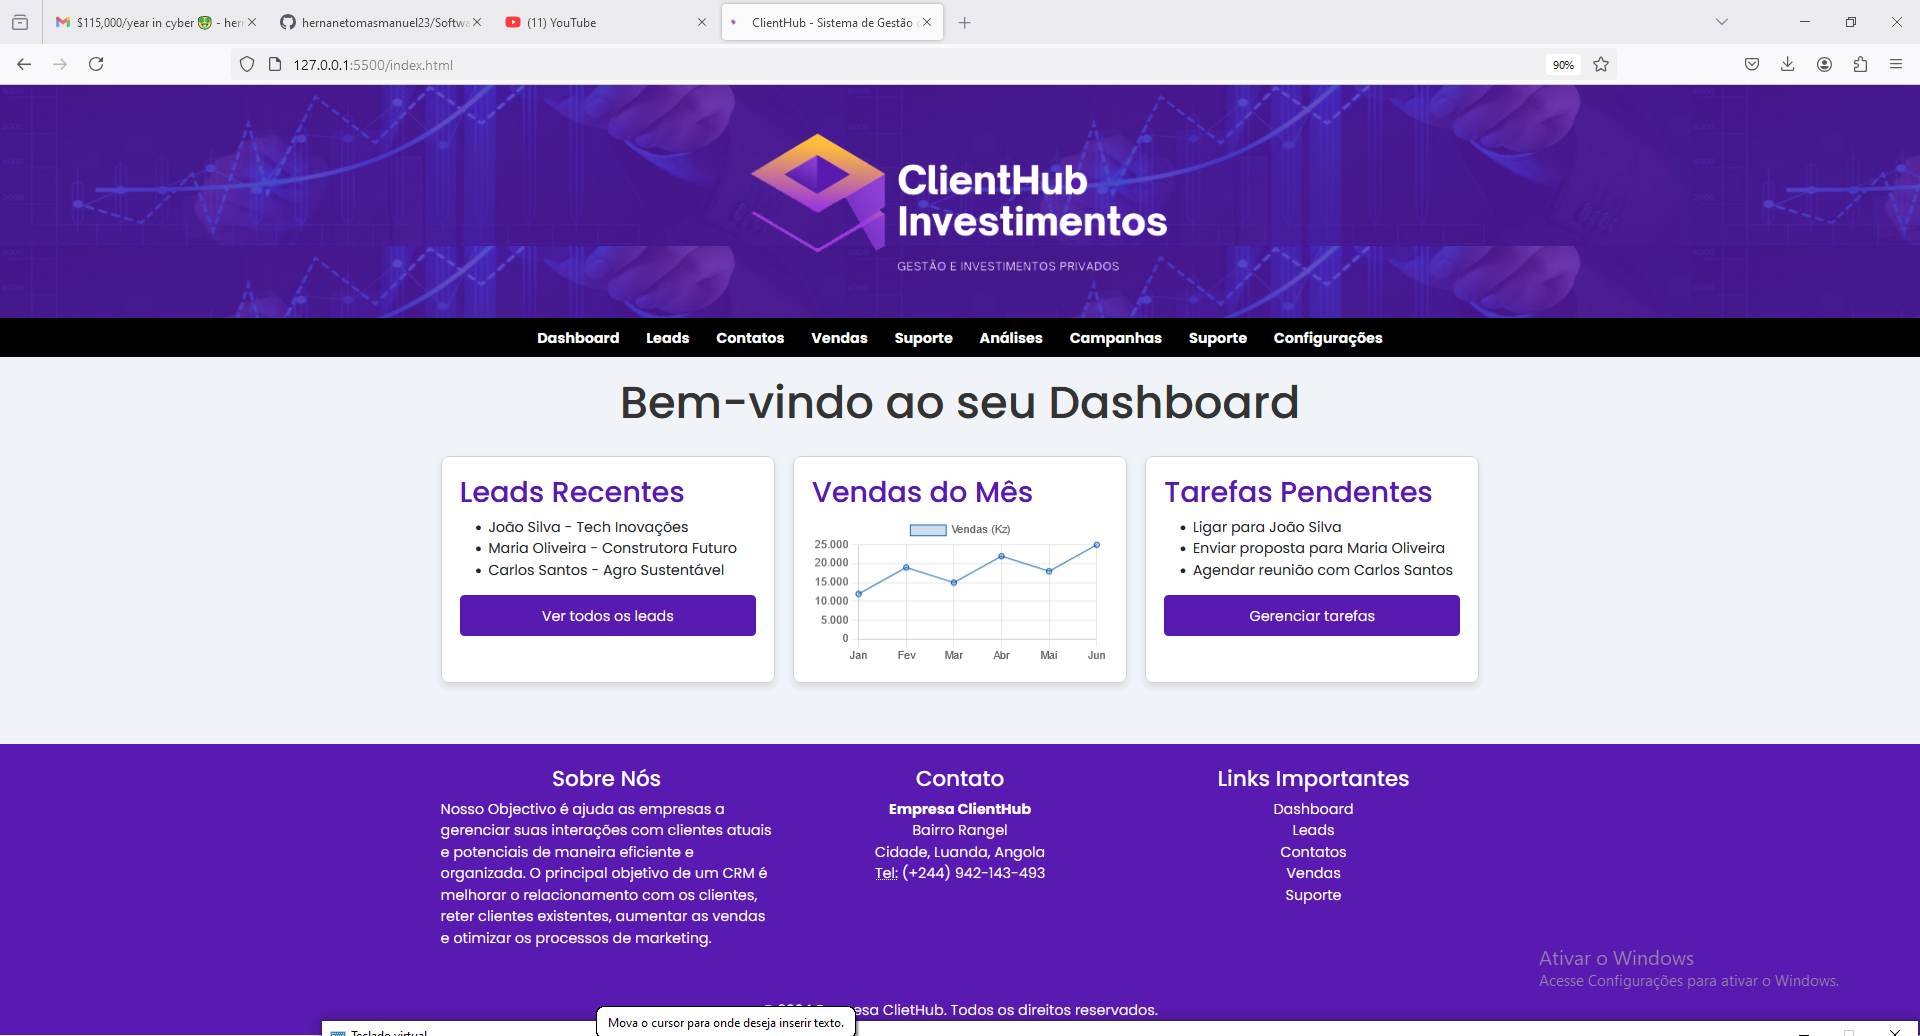 $115,000/year in cyber 🤑 - her
hernanetomasmanuel23/Softwa
(11) YouTube
ClientHub - Sistema de Gestão
127.0.0.1:5500/index.html
90%
ClientHub
Investimentos
GESTÃO E INVESTIMENTOS PRIVADOS
Dashboard Leads Contatos Vendas Suporte Análises Campanhas Suporte Configurações
Bem-vindo ao seu Dashboard
Leads Recentes
João Silva - Tech Inovações
Maria Oliveira - Construtora Futuro
Carlos Santos - Agro Sustentável
Ver todos os leads
Vendas do Mês
Vendas (Kz)
25.000
20.000
15.000
10.000
5.000
0
Jan Fev Mar Abr Mai Jun
Tarefas Pendentes
Ligar para João Silva
Enviar proposta para Maria Oliveira
Agendar reunião com Carlos Santos
Gerenciar tarefas
Sobre Nós
Nosso Objectivo é ajuda as empresas a
gerenciar suas interações com clientes atuais
e potenciais de maneira eficiente e
organizada. O principal objetivo de um CRM é
melhorar o relacionamento com os clientes,
reter clientes existentes, aumentar as vendas
e otimizar os processos de marketing.
Contato
Empresa ClientHub
Bairro Rangel
Cidade, Luanda, Angola
Tel: (+244) 942-143-493
Links Importantes
Dashboard
Leads
Contatos
Vendas
Suporte
Ativar o Windows
Acesse Configurações para ativar o Windows.
esa ClietHub. Todos os direitos reservados.
Mova o cursor para onde deseja inserir texto.
Teclado virtual